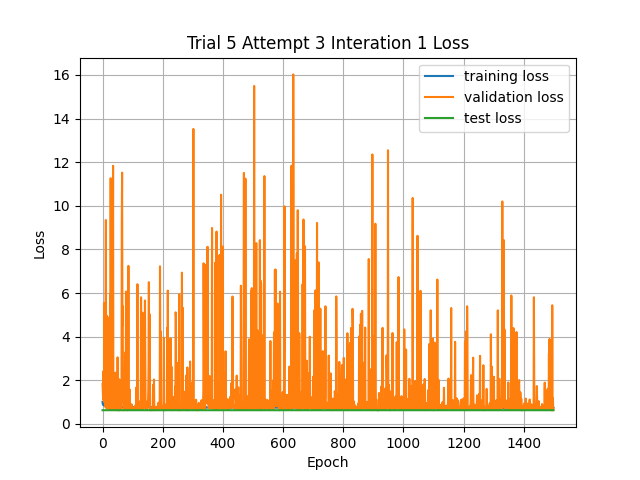 Trial 5 Attempt 3 Interation 1 Loss
training loss
validation loss
test loss
16
14
12
10
8
6
4
2
0
Loss
0 200 400 600 800 1000 1200 1400
Epoch